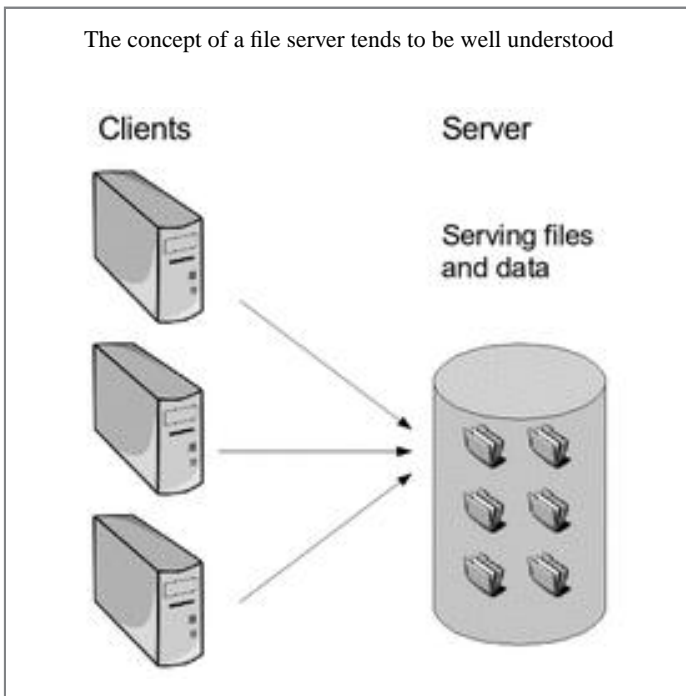 The concept of a file server tends to be well understood
Clients
Server
Serving files
and data